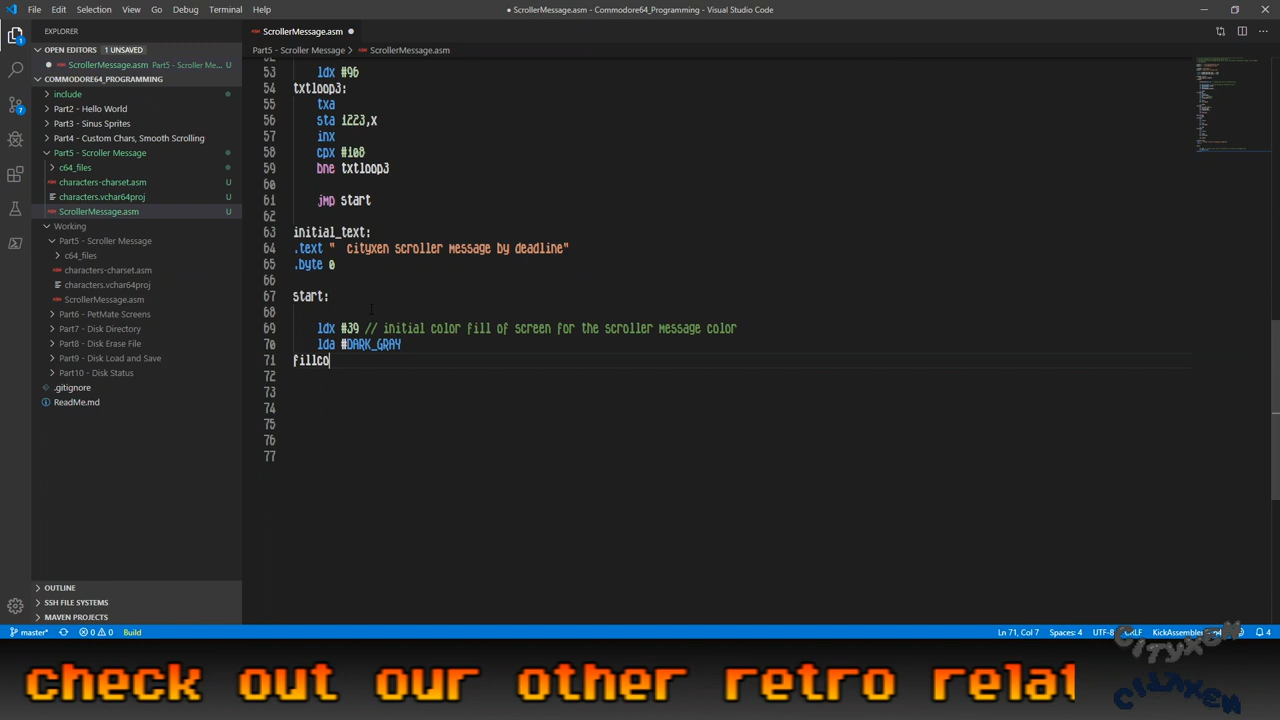 File Edit Selection View Go Debug Terminal Help
● ScrollerMessage.asm - Commodore64_Programming - Visual Studio Code
EXPLORER
OPEN EDITORS 1 UNSAVED
ScrollerMessage.asm Part5 - Scroller Me... U
COMMODORE64_PROGRAMMING
include
Part2 - Hello World
Part3 - Sinus Sprites
Part4 - Custom Chars, Smooth Scrolling
Part5 - Scroller Message
c64_files
characters-charset.asm U
characters.vchar64proj U
ScrollerMessage.asm U
Working
Part5 - Scroller Message
c64_files
characters-charset.asm
characters.vchar64proj
ScrollerMessage.asm
Part6 - PetMate Screens
Part7 - Disk Directory
Part8 - Disk Erase File
Part9 - Disk Load and Save
Part10 - Disk Status
.gitignore
ReadMe.md
OUTLINE
SSH FILE SYSTEMS
MAVEN PROJECTS
ScrollerMessage.asm ●
Part5 - Scroller Message > ScrollerMessage.asm
53 ldx #96
54 txtloop3:
55 txa
56 sta 1223,x
57 inx
58 cpx #108
59 bne txtloop3
60
61 jmp start
62
63 initial_text:
64 .text "  cityxen scroller message by deadline"
65 .byte 0
66
67 start:
68
69 ldx #39 // initial color fill of screen for the scroller message color
70 lda #DARK_GRAY
71 fillco
72
73
74
75
76
77
master* 0 0 Build
Ln 71, Col 7 Spaces: 4 UTF-8 CRLF KickAssembler 4
check out our other retro relat
CITYXEN
CITYXEN